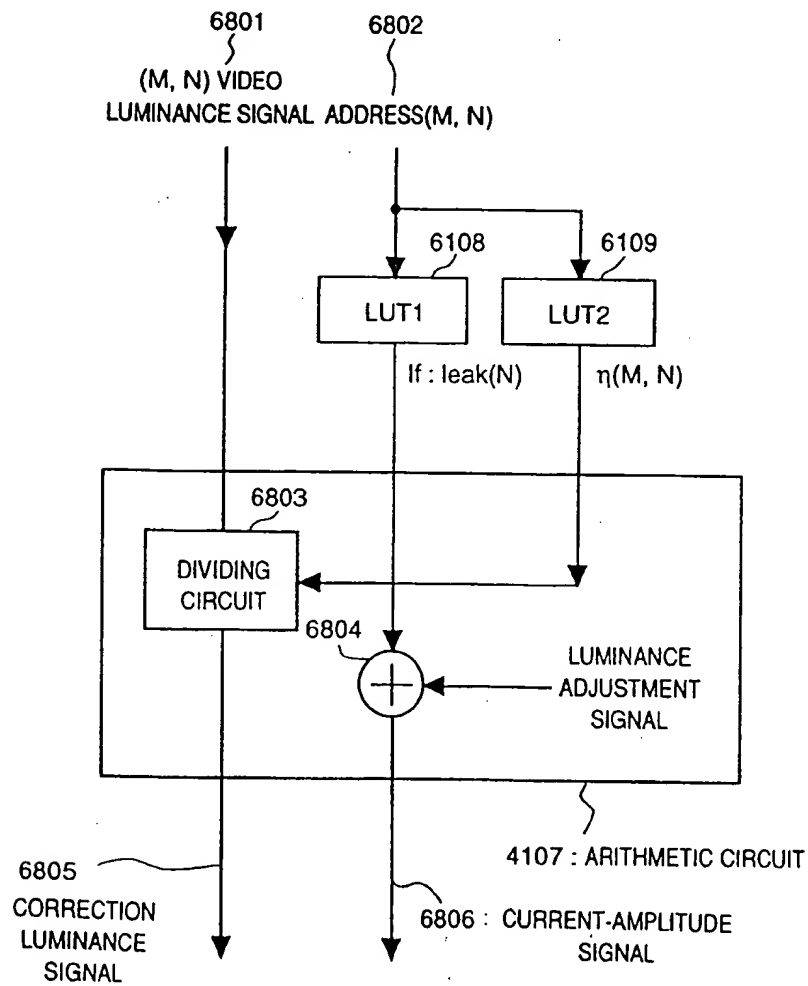 6801
6802
(M, N) VIDEO
LUMINANCE SIGNAL ADDRESS(M, N)
6108
6109
LUT1
LUT2
If : leak(N)
η(M, N)
6803
DIVIDING
CIRCUIT
6804
LUMINANCE
ADJUSTMENT
SIGNAL
4107 : ARITHMETIC CIRCUIT
6805
CORRECTION
LUMINANCE
SIGNAL
6806 : CURRENT-AMPLITUDE
SIGNAL